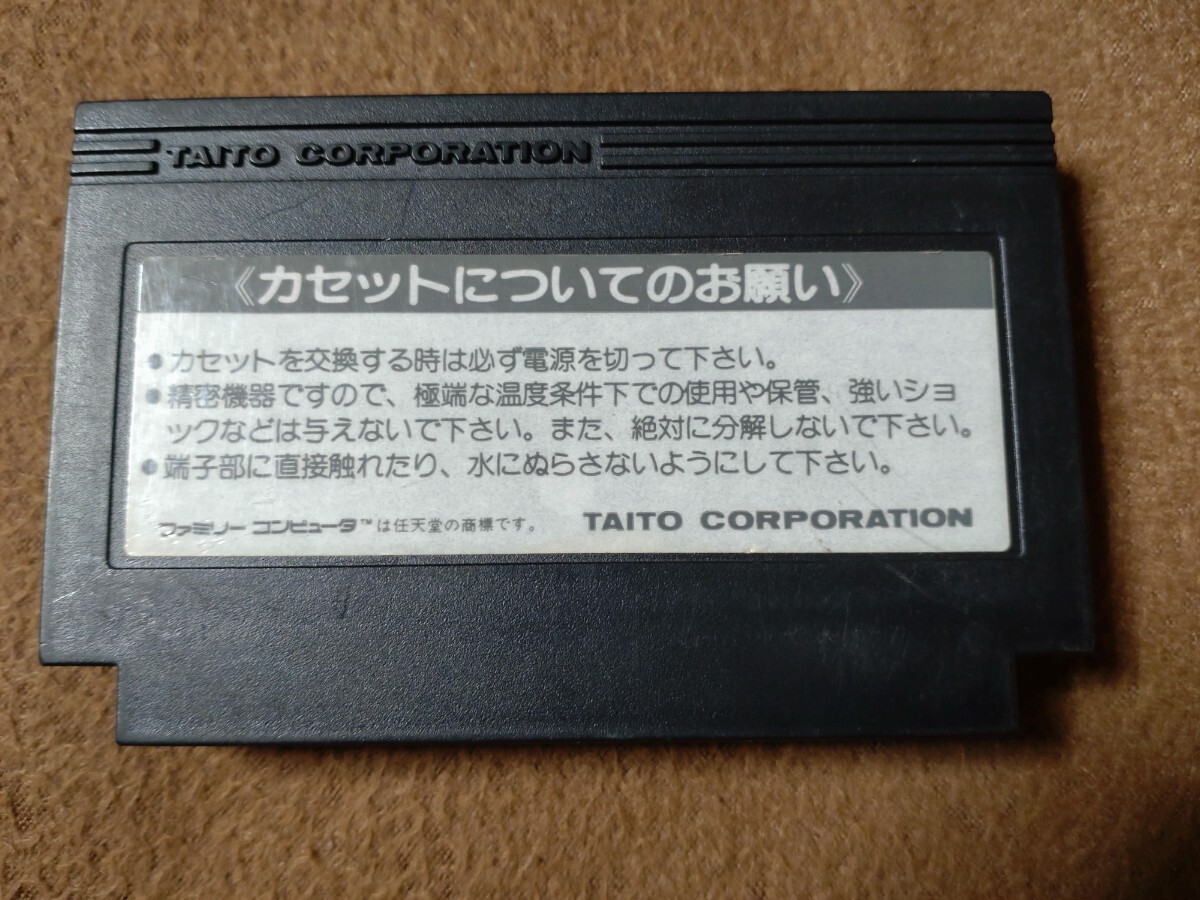 TAITO CORPORATION
《カセットについてのお願い》
●カセットを交換する時は必ず電源を切って下さい。
●精密機器ですので、極端な温度条件下での使用や保管、強いショ
ックなどは与えないで下さい。また、絶対に分解しないで下さい。
●端子部に直接触れたり、水にぬらさないようにして下さい。
ファミリー コンピュータ™は任天堂の商標です。 TAITO CORPORATION